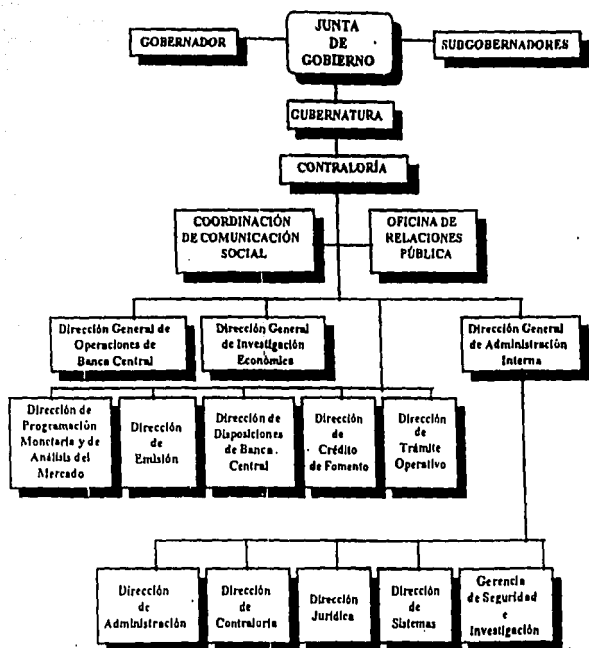 JUNTA
DE
GOBIERNO
GOBERNADOR
SUBGOBERNADORES
GUBERNATURA
CONTRALORÍA
COORDINACIÓN
DE COMUNICACIÓN
SOCIAL
OFICINA DE
RELACIONES
PÚBLICA
Dirección General de
Operaciones de
Banca Central
Dirección General
de Investigación
Económica
Dirección General
de Administración
Interna
Dirección de
Programación
Monetaria y de
Análisis del
Mercado
Dirección
de
Emisión
Dirección de
Disposiciones
de Banca.
Central
Dirección
de
Crédito
de Fomento
Dirección
de
Trámite
Operativo
Dirección
de
Administración
Dirección
de
Contraloría
Dirección
Jurídica
Dirección
de
Sistemas
Gerencia
de Seguridad
e
Investigación